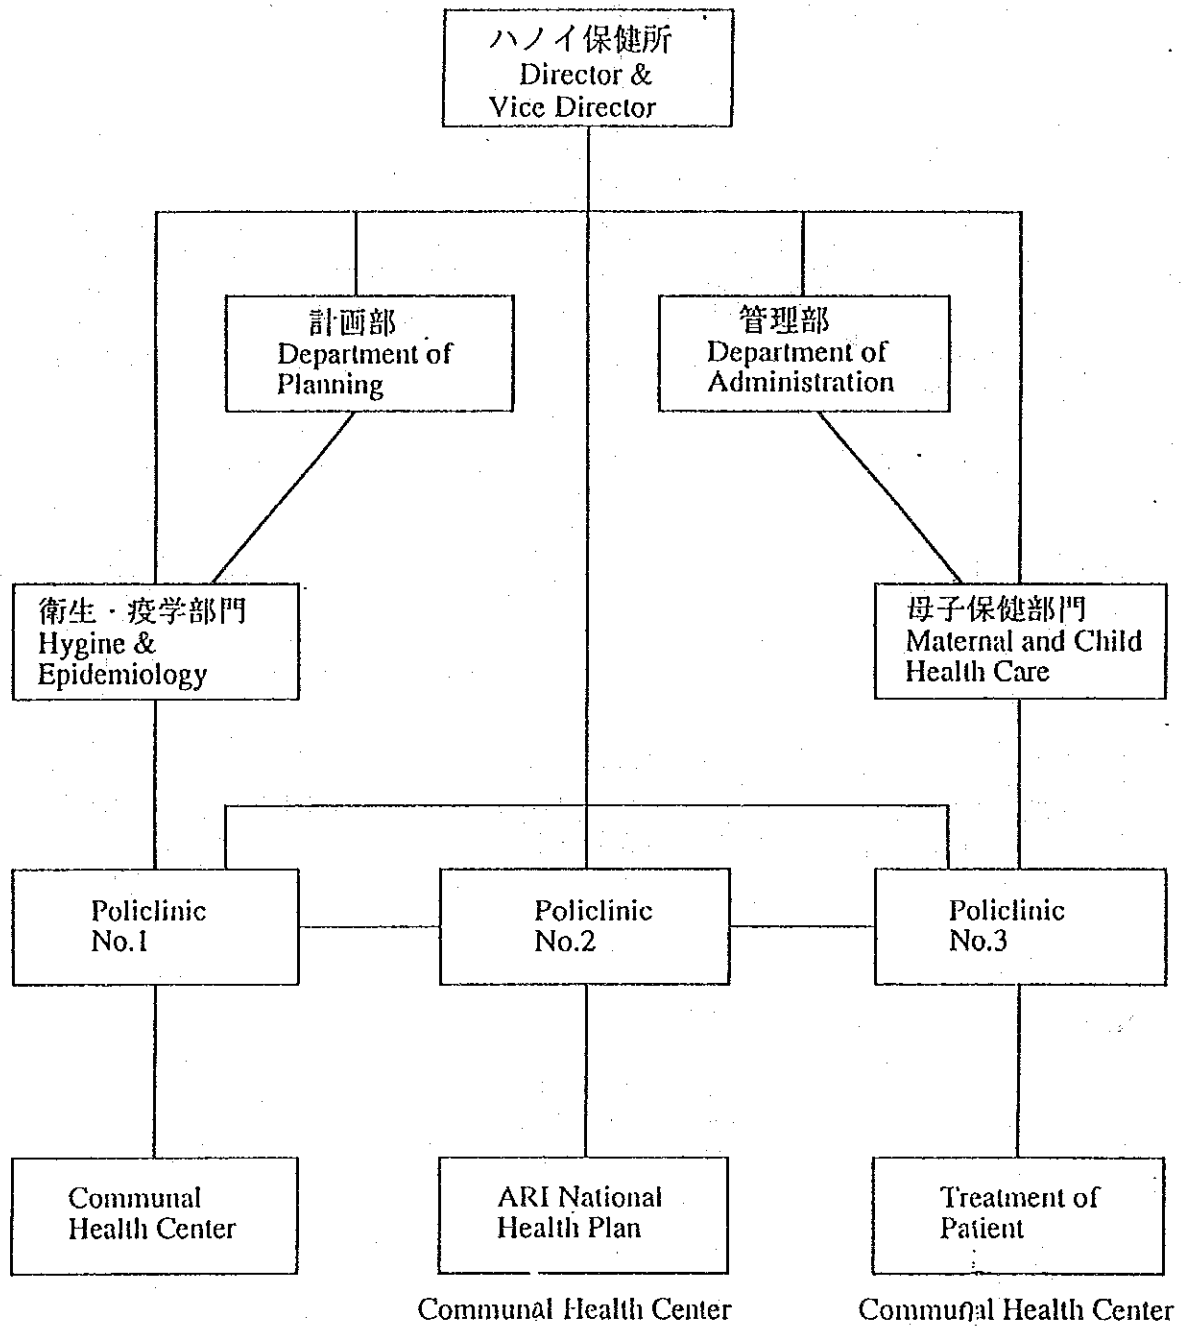 ハノイ保健所
Director &
Vice Director
計画部
Department of
Planning
管理部
Department of
Administration
衛生・疫学部門
Hygine &
Epidemiology
母子保健部門
Maternal and Child
Health Care
Policlinic
No.1
Policlinic
No.2
Policlinic
No.3
Communal
Health Center
ARI National
Health Plan
Treatment of
Patient
Communal Health Center
Communal Health Center